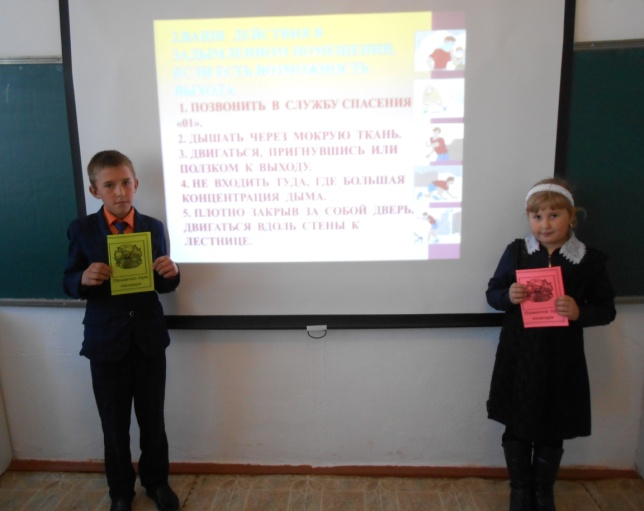 2.ВАШИ ДЕЙСТВИЯ В
ЗАДЫМЛЕННОМ ПОМЕЩЕНИИ,
ЕСЛИ ЕСТЬ ВОЗМОЖНОСТЬ
ВЫХОДА.
1. ПОЗВОНИТЬ В СЛУЖБУ СПАСЕНИЯ
«01».
2. ДЫШАТЬ ЧЕРЕЗ МОКРУЮ ТКАНЬ.
3. ДВИГАТЬСЯ, ПРИГНУВШИСЬ ИЛИ
ПОЛЗКОМ К ВЫХОДУ.
4. НЕ ВХОДИТЬ ТУДА, ГДЕ БОЛЬШАЯ
КОНЦЕНТРАЦИЯ ДЫМА.
5. ПЛОТНО ЗАКРЫВ ЗА СОБОЙ ДВЕРЬ,
ДВИГАТЬСЯ ВДОЛЬ СТЕНЫ К
ЛЕСТНИЦЕ.